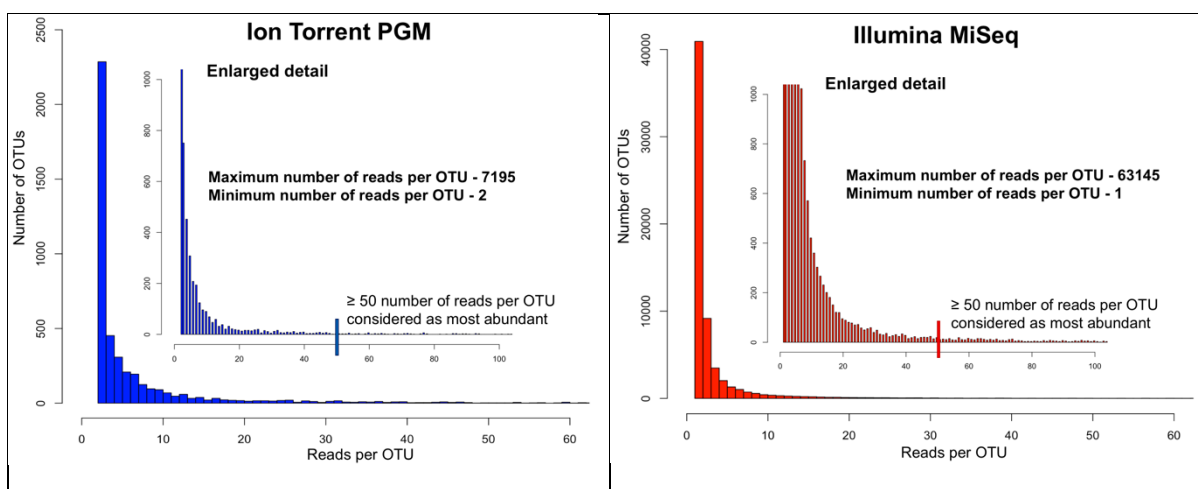 Ion Torrent PGM
Enlarged detail
Maximum number of reads per OTU - 7195
Minimum number of reads per OTU - 2
≥ 50 number of reads per OTU
considered as most abundant
Number of OTUs
2500
2000
1500
1000
500
0
1000
800
600
400
200
0
0 20 40 60 80 100
0 10 20 30 40 50 60
Reads per OTU
Illumina MiSeq
Enlarged detail
Maximum number of reads per OTU - 63145
Minimum number of reads per OTU - 1
≥ 50 number of reads per OTU
considered as most abundant
Number of OTUs
40000
30000
20000
10000
0
1000
800
600
400
200
0
0 20 40 60 80 100
0 10 20 30 40 50 60
Reads per OTU